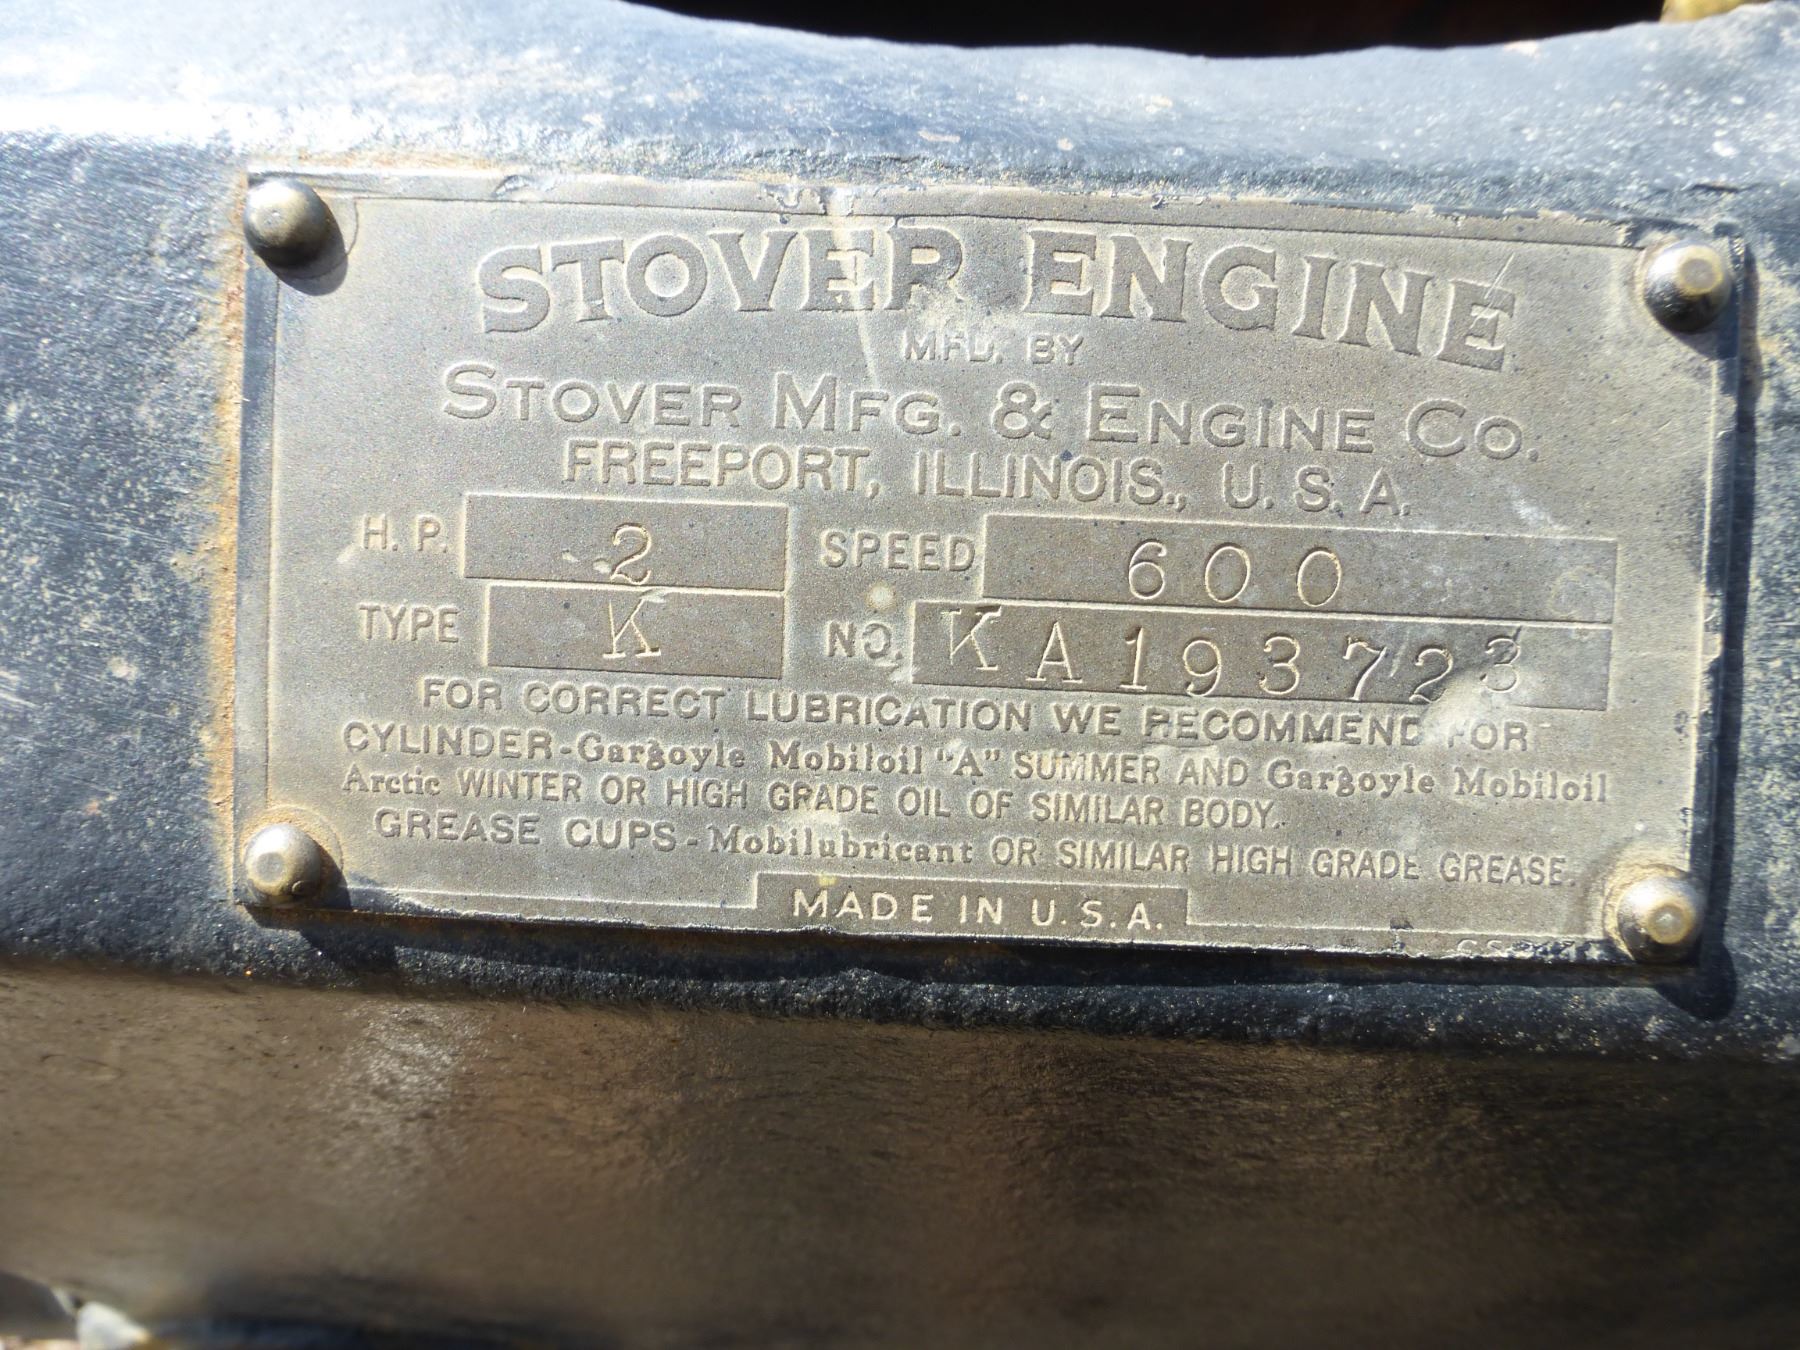 STOVER ENGINE
MFD. BY
STOVER MFG. & ENGINE CO.
FREEPORT, ILLINOIS., U. S. A.
H. P. 2 SPEED 600
TYPE K NO. KA193723
FOR CORRECT LUBRICATION WE RECOMMEND FOR
CYLINDER-Gargoyle Mobiloil "A" SUMMER AND Gargoyle Mobiloil
Arctic WINTER OR HIGH GRADE OIL OF SIMILAR BODY.
GREASE CUPS-Mobilubricant OR SIMILAR HIGH GRADE GREASE.
MADE IN U.S.A.